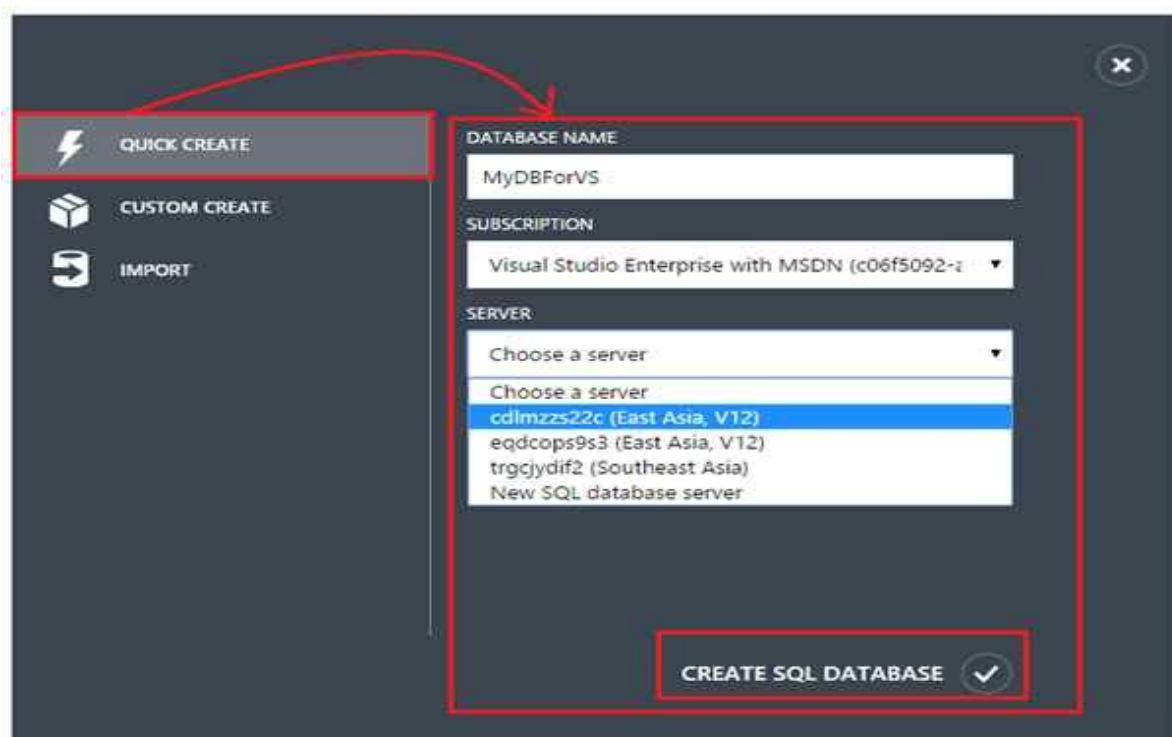 QUICK CREATE
CUSTOM CREATE
IMPORT
DATABASE NAME
MyDBForVS
SUBSCRIPTION
Visual Studio Enterprise with MSDN (c06f5092-a
SERVER
Choose a server
Choose a server
cdlmzzs22c (East Asia, V12)
eqdcops9s3 (East Asia, V12)
trgcjydif2 (Southeast Asia)
New SQL database server
CREATE SQL DATABASE